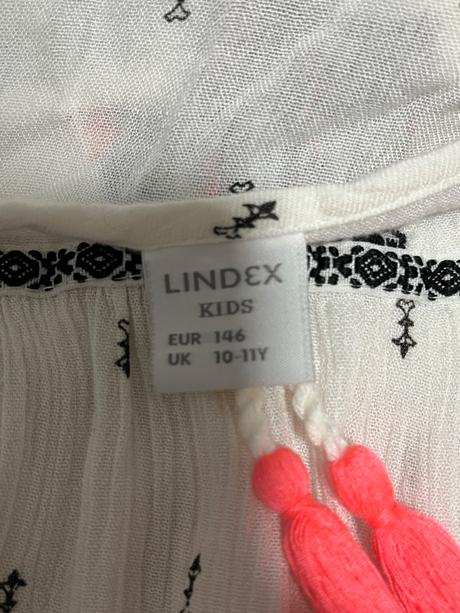 LINDEX
KIDS
EUR 146
UK 10-11Y